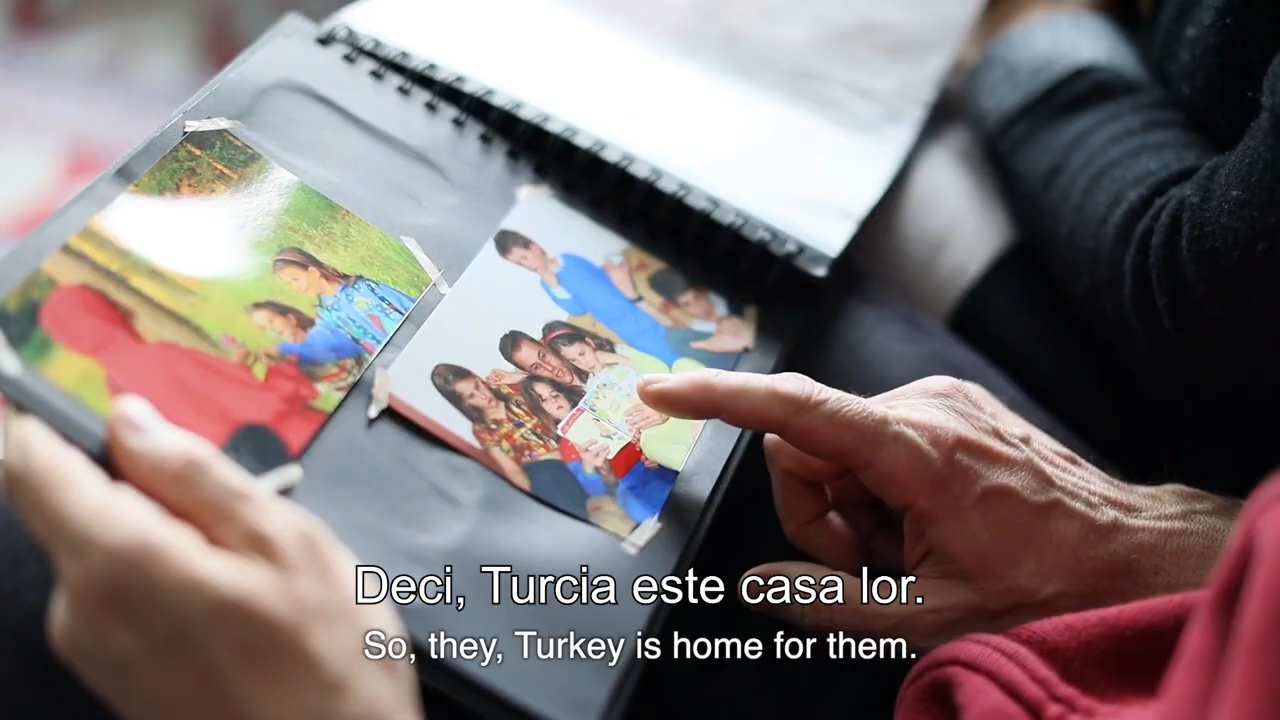 Deci, Turcia este casa lor.
So, they, Turkey is home for them.